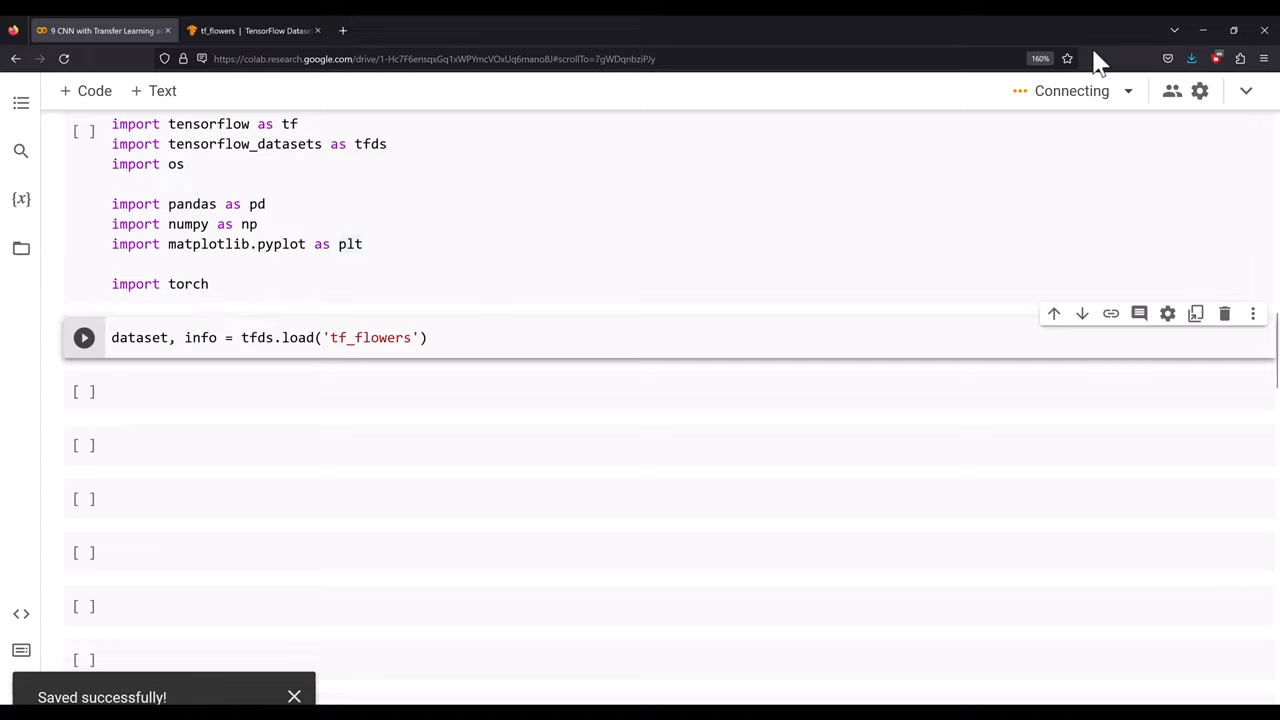 9 CNN with Transfer Learning a
tf_flowers | TensorFlow Datase
https://colab.research.google.com/drive/1-Hc7F6ensqxGq1xWPYmcVOxUq6mano8J#scrollTo=7gWDqnbziPJy
160%
+ Code + Text
Connecting
[ ]
import tensorflow as tf
import tensorflow_datasets as tfds
import os
import pandas as pd
import numpy as np
import matplotlib.pyplot as plt
import torch
{x}
dataset, info = tfds.load('tf_flowers')
[ ]
[ ]
[ ]
[ ]
[ ]
[ ]
Saved successfully!